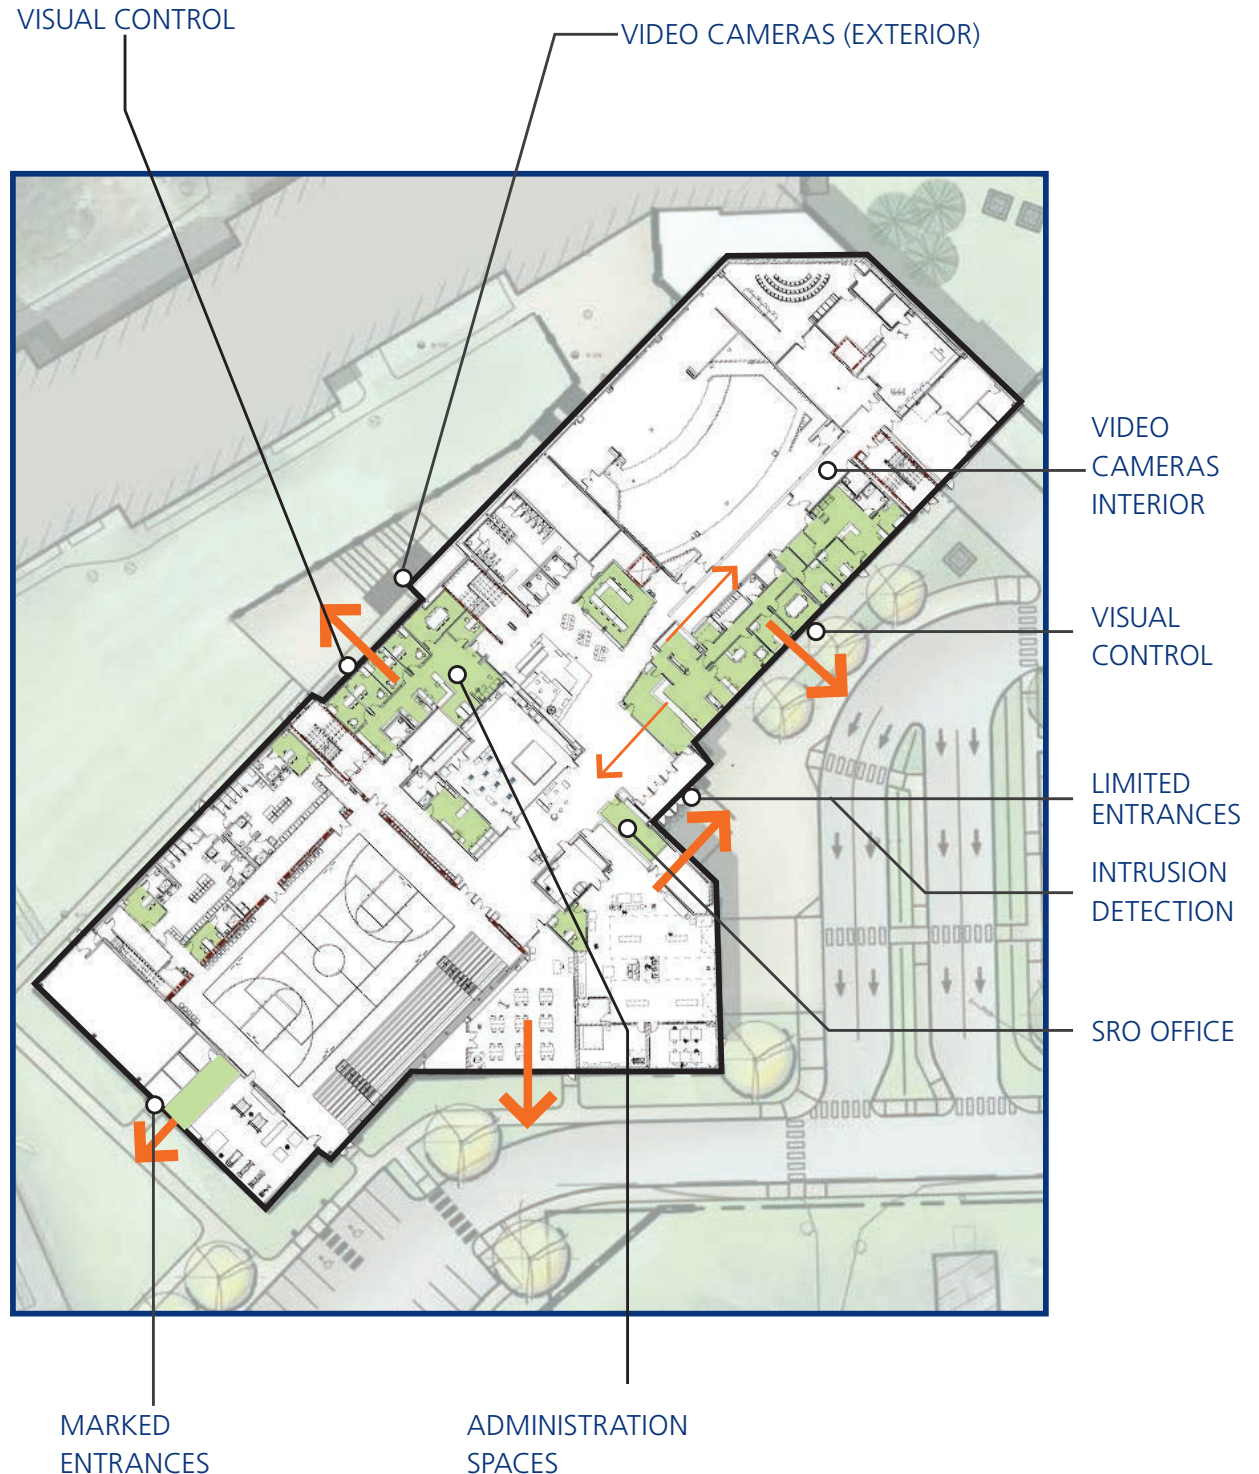 VISUAL CONTROL
VIDEO CAMERAS (EXTERIOR)
VIDEO
CAMERAS
INTERIOR
VISUAL
CONTROL
LIMITED
ENTRANCES
INTRUSION
DETECTION
SRO OFFICE
MARKED
ENTRANCES
ADMINISTRATION
SPACES